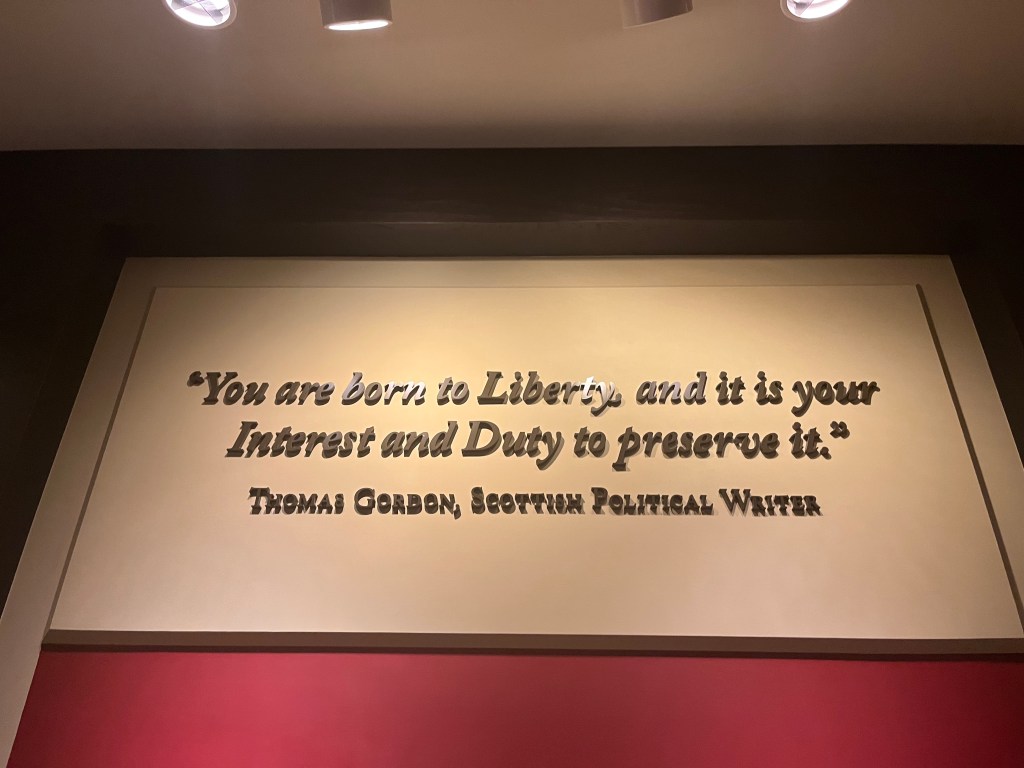 “You are born to Liberty, and it is your
Interest and Duty to preserve it.”
THOMAS GORDON, SCOTTISH POLITICAL WRITER